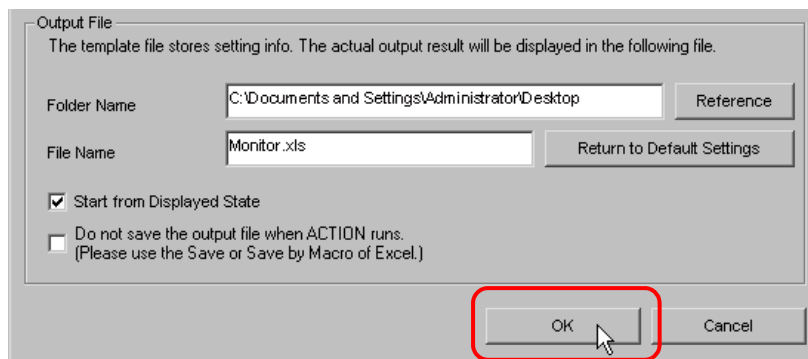 Output File
The template file stores setting info. The actual output result will be displayed in the following file.
Folder Name
C:\Documents and Settings\Administrator\Desktop
Reference
File Name
Monitor.xls
Return to Default Settings
Start from Displayed State
Do not save the output file when ACTION runs.
(Please use the Save or Save by Macro of Excel.)
OK
Cancel